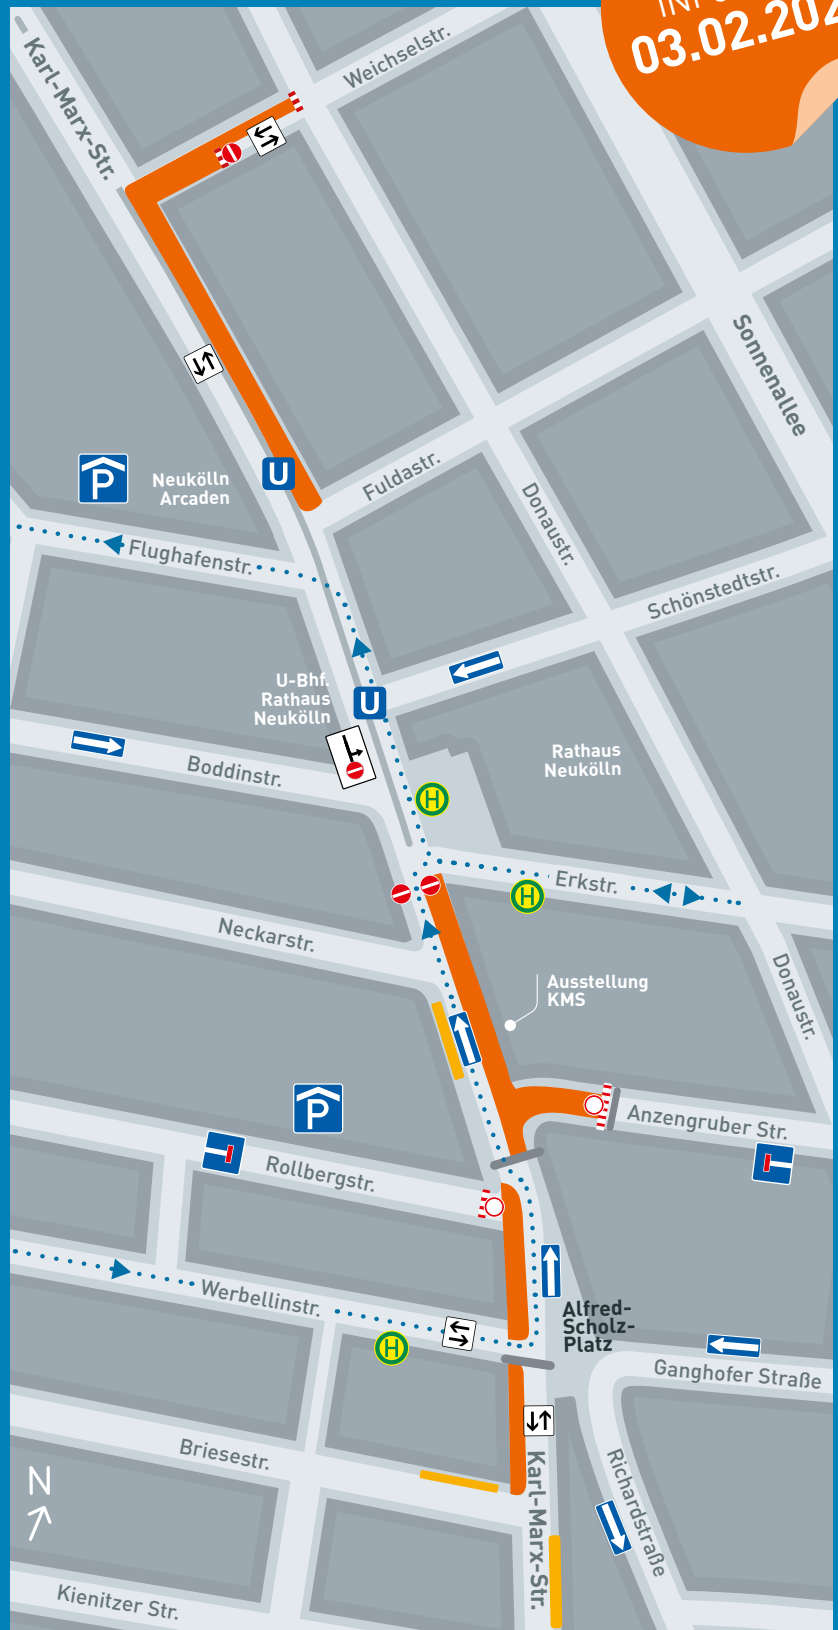 03.02.202
Weichselstr.
Karl-Marx-Str.
Sonnenallee
P
Neukölln
Arcaden
U
Fuldastr.
Donaustr.
Flughafenstr.
Schönstedtstr.
U-Bhf.
Rathaus
Neukölln
U
Rathaus
Neukölln
Boddinstr.
H
Erkstr.
H
Neckarstr.
Donaustr.
Ausstellung
KMS
P
Anzengruber Str.
Rollbergstr.
Werbellinstr.
H
Alfred-
Scholz-
Platz
Ganghofer Straße
Briesestr.
Karl-Marx-Str.
Richardstraße
N
Kienitzer Str.